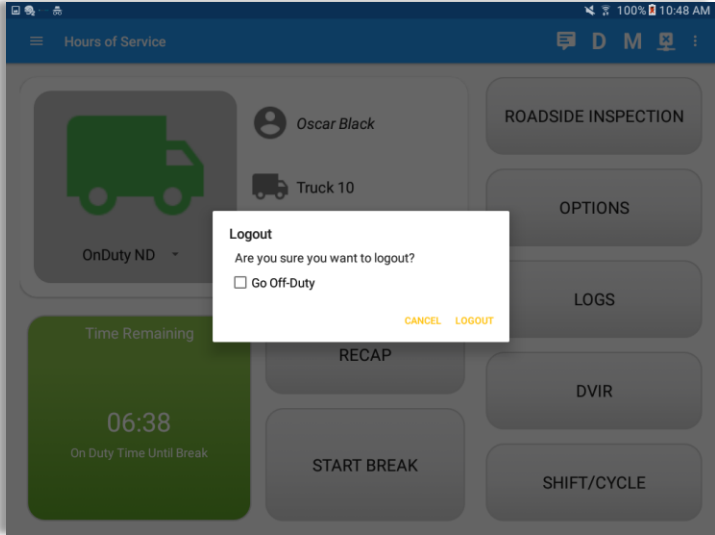 100% 10:48 AM
Hours of Service
D M
Oscar Black
Truck 10
OnDuty ND
ROADSIDE INSPECTION
OPTIONS
LOGS
DVIR
SHIFT/CYCLE
Logout
Are you sure you want to logout?
Go Off-Duty
CANCEL LOGOUT
Time Remaining
06:38
On Duty Time Until Break
RECAP
START BREAK